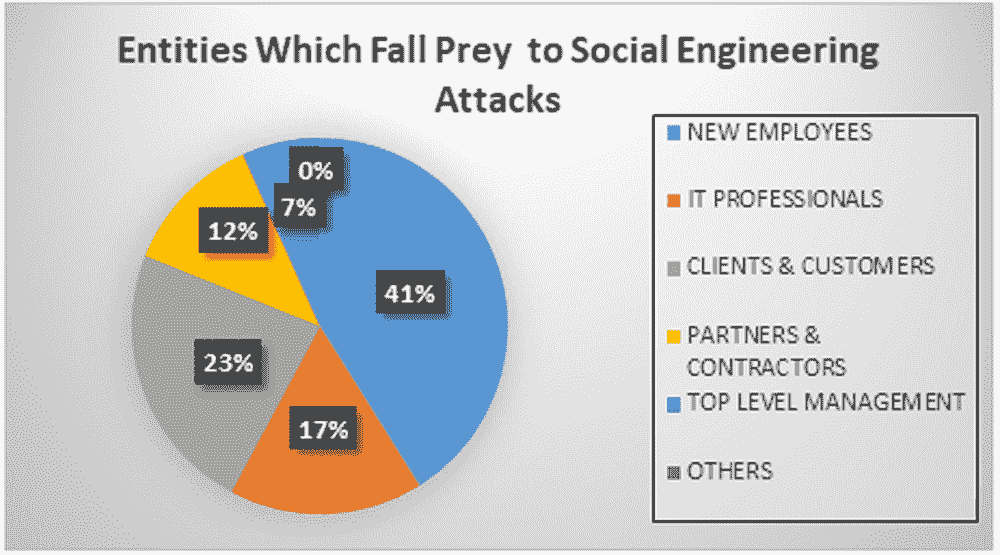 Entities Which Fall Prey to Social Engineering
Attacks
0%
7%
12%
41%
23%
17%
NEW EMPLOYEES
IT PROFESSIONALS
CLIENTS & CUSTOMERS
PARTNERS &
CONTRACTORS
TOP LEVEL MANAGEMENT
OTHERS